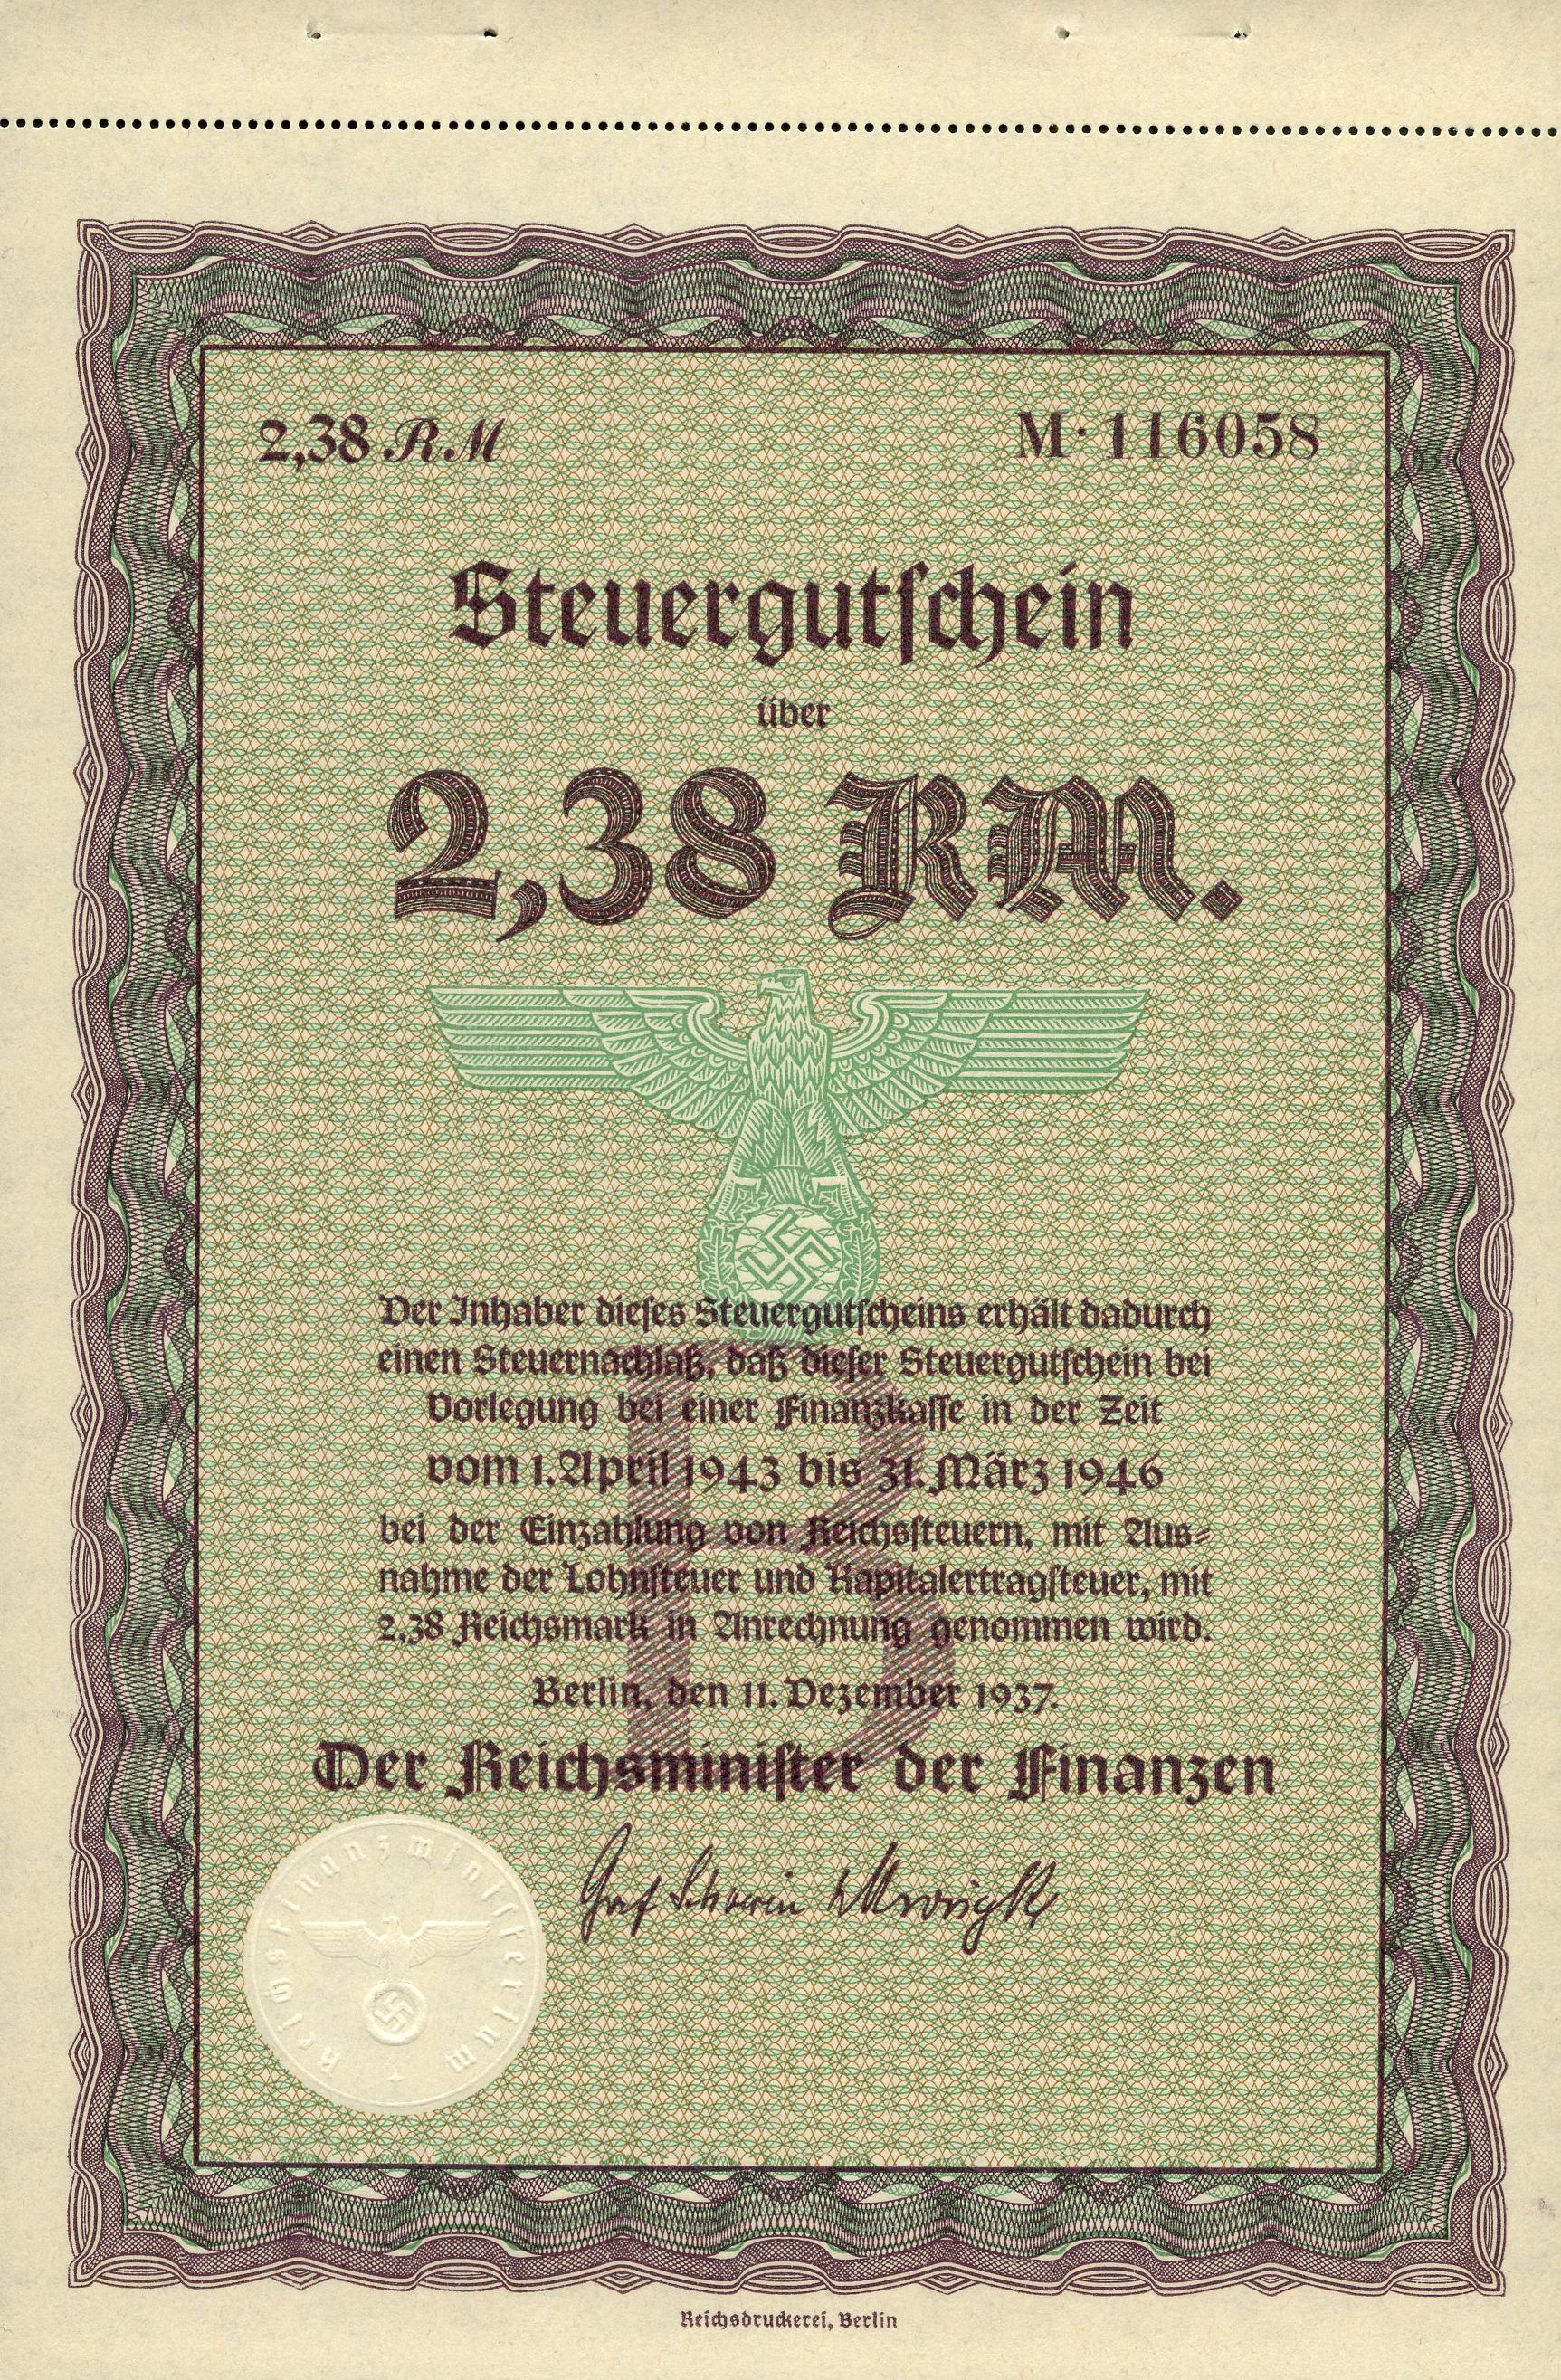 2,38 RM M · 116058
Steuergutschein
über
2,38 RM.
Der Inhaber dieses Steuergutscheins erhält dadurch
einen Steuernachlaß, daß dieser Steuergutschein bei
Vorlegung bei einer Finanzkasse in der Zeit
vom 1. April 1943 bis 31. März 1946
bei der Einzahlung von Reichssteuern, mit Aus-
nahme der Lohnsteuer und Kapitalertragsteuer, mit
2,38 Reichsmark in Anrechnung genommen wird.
B
Berlin, den 11. Dezember 1937.
Der Reichsminister der Finanzen
Graf Schwerin v Krosigk
Reichsfinanzministerium
Reichsdruckerei, Berlin